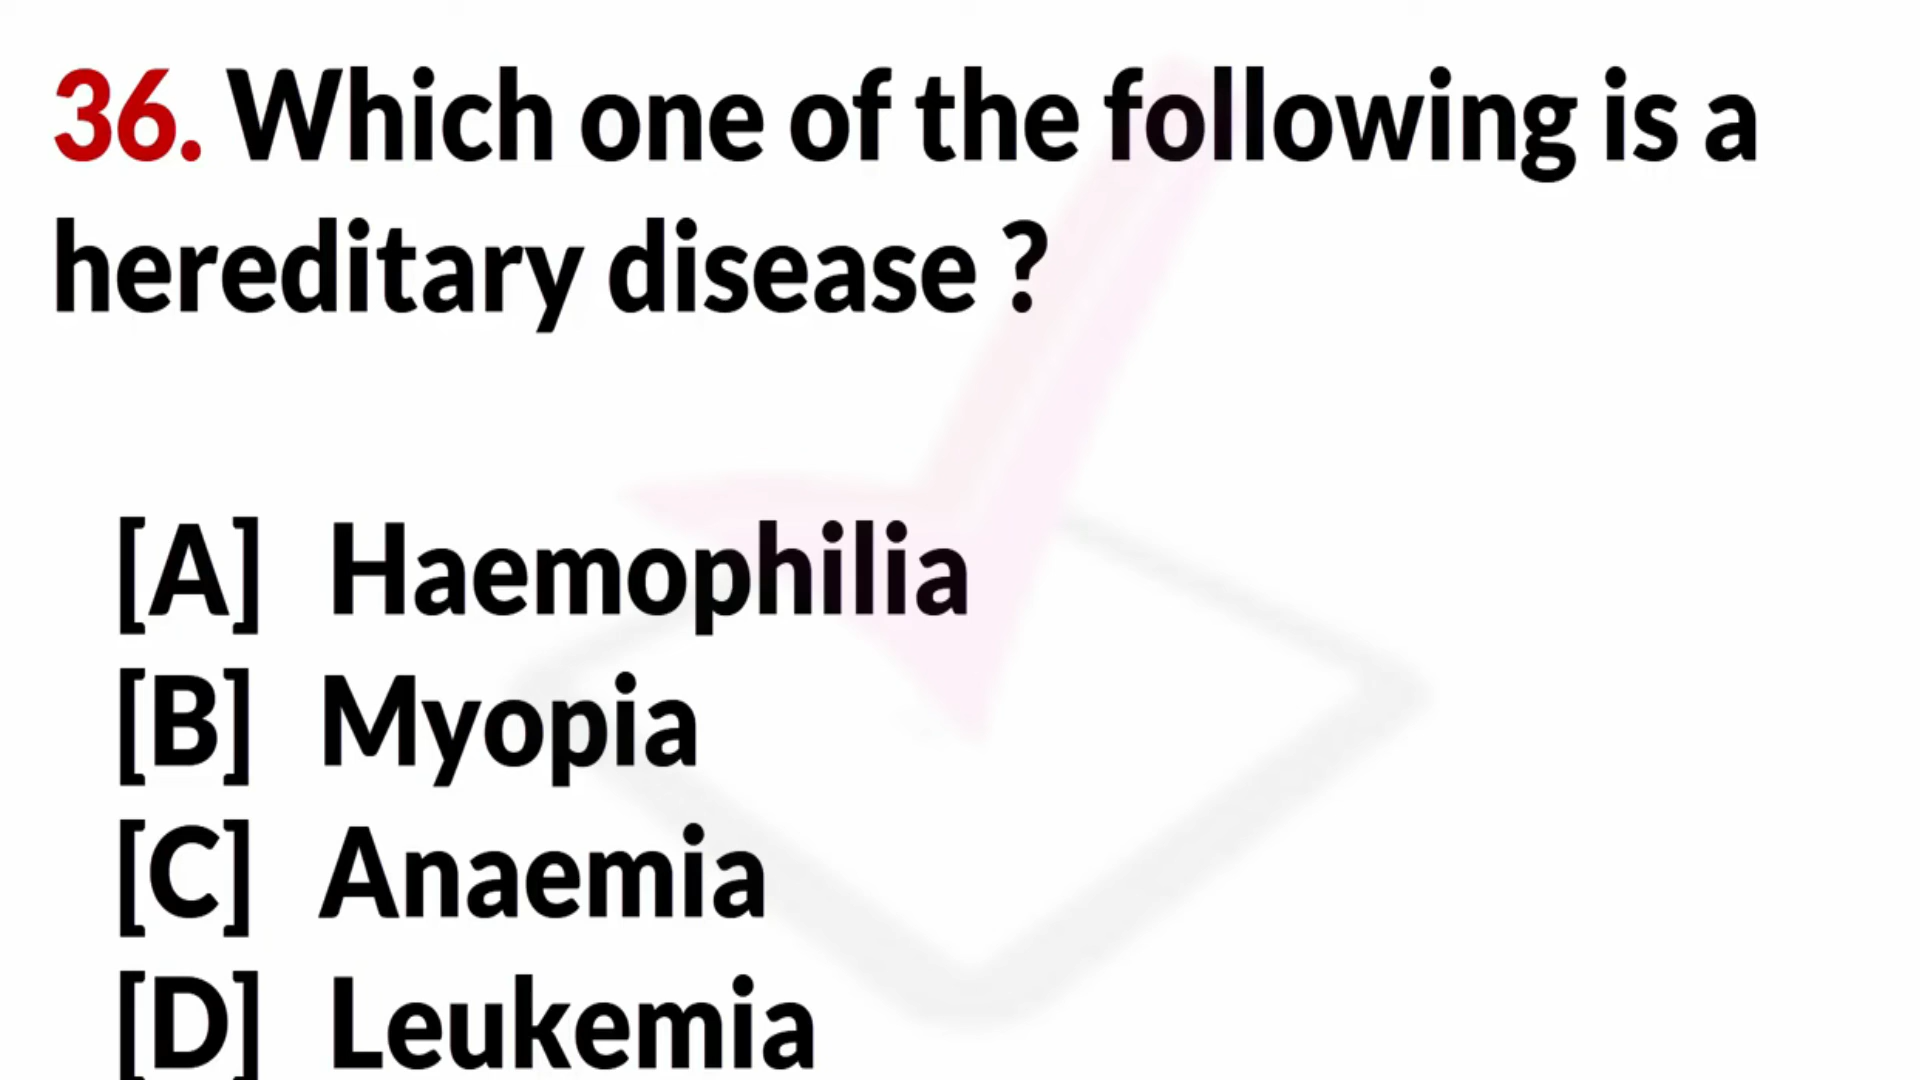 36. Which one of the following is a
hereditary disease ?
[A] Haemophilia
[B] Myopia
[C] Anaemia
[D] Leukemia